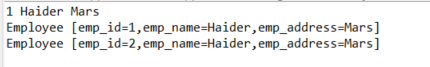 1 Haider Mars
Employee [emp_id=1,emp_name=Haider,emp_address=Mars]
Employee [emp_id=2,emp_name=Haider,emp_address=Mars]